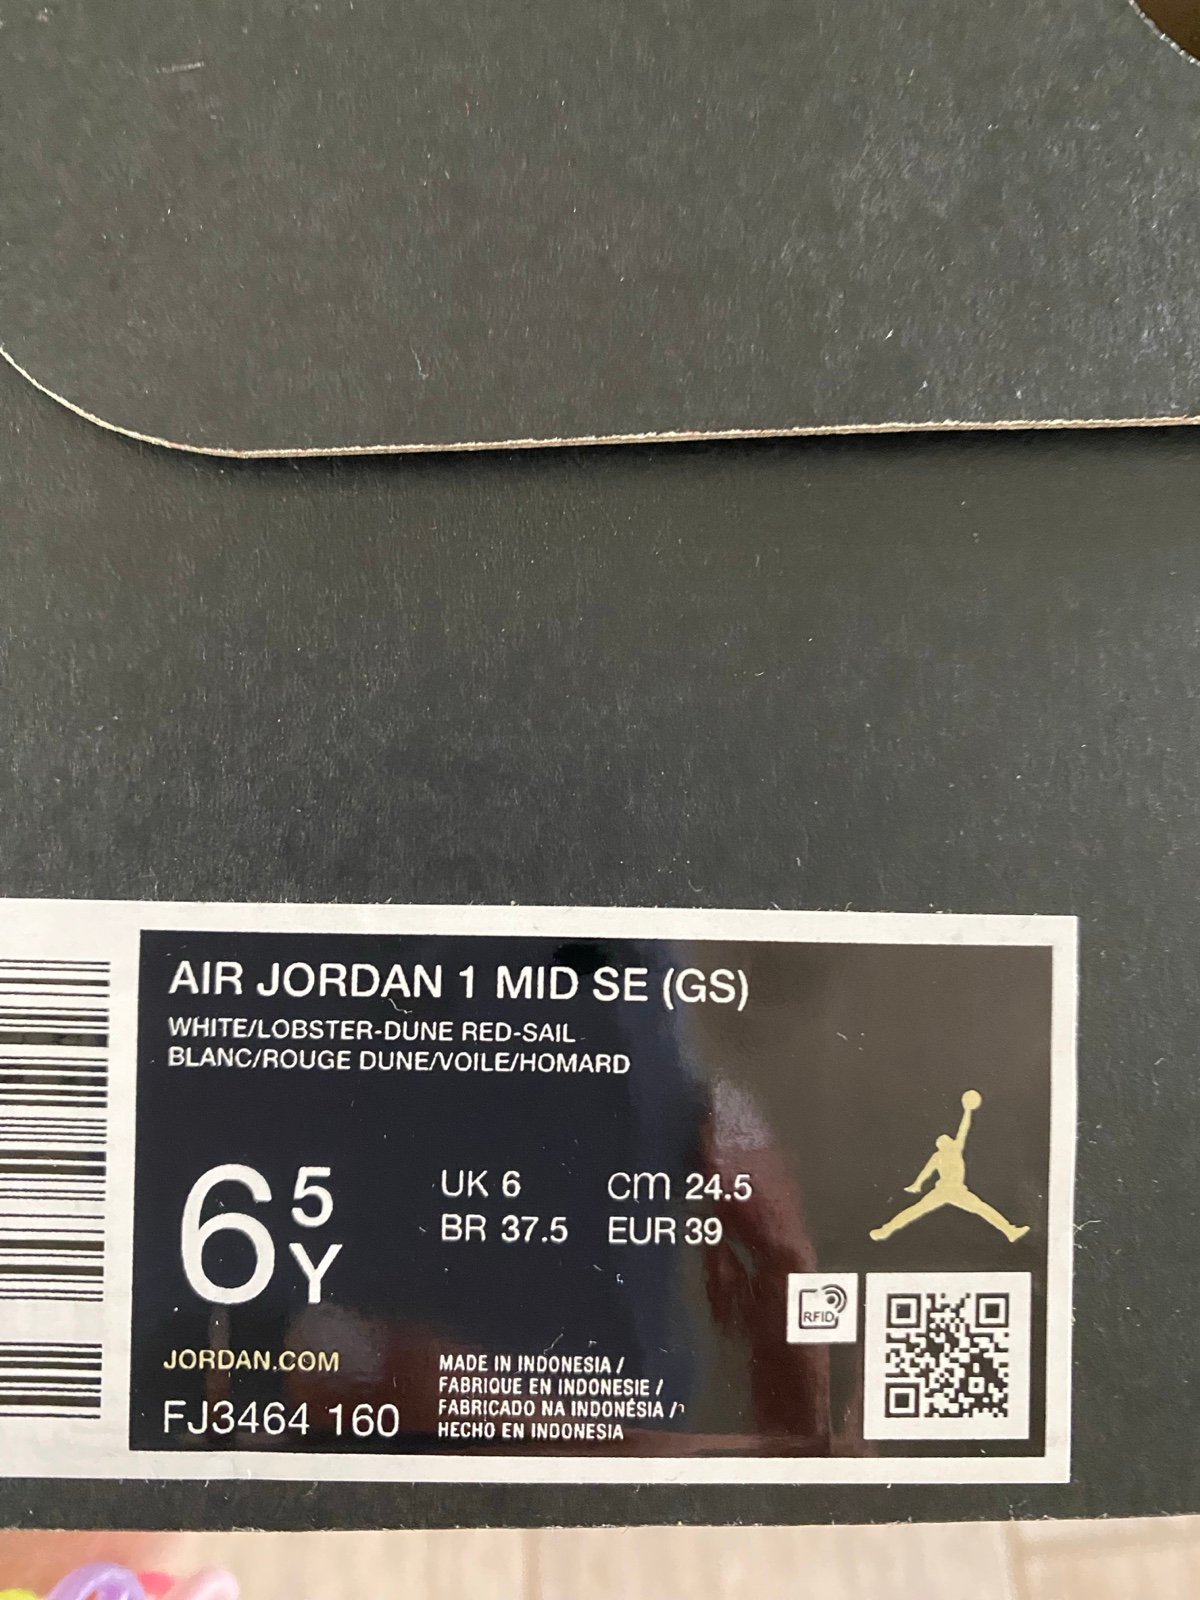 AIR JORDAN 1 MID SE (GS)
WHITE/LOBSTER-DUNE RED-SAIL
BLANC/ROUGE DUNE/VOILE/HOMARD
6 5 Y
UK 6 cm 24.5
BR 37.5 EUR 39
RFID
JORDAN.COM
FJ3464 160
MADE IN INDONESIA /
FABRIQUE EN INDONESIE /
FABRICADO NA INDONÉSIA /
HECHO EN INDONESIA